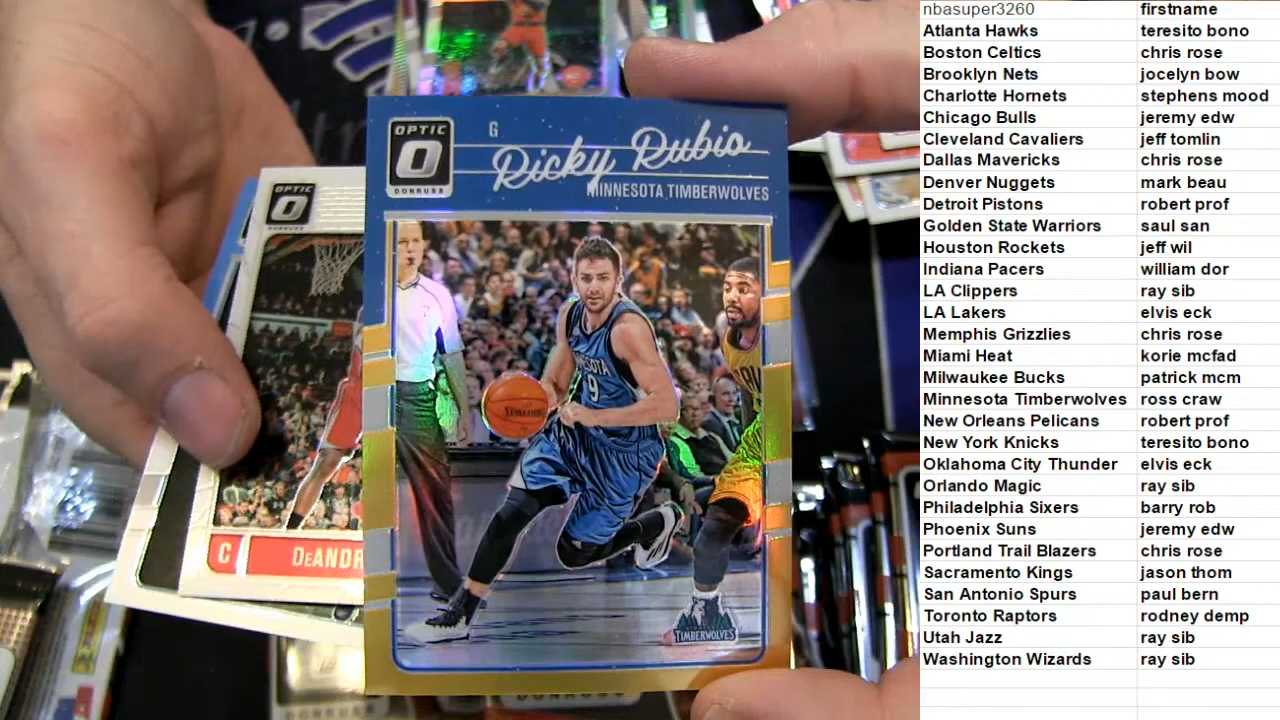 OPTIC
DONRUSS
G
Ricky Rubio
MINNESOTA TIMBERWOLVES
OPTIC
SPALDING
9
TIMBERWOLVES
C
DEANDR
nbasuper3260 firstname
Atlanta Hawks teresito bono
Boston Celtics chris rose
Brooklyn Nets jocelyn bow
Charlotte Hornets stephens mood
Chicago Bulls jeremy edw
Cleveland Cavaliers jeff tomlin
Dallas Mavericks chris rose
Denver Nuggets mark beau
Detroit Pistons robert prof
Golden State Warriors saul san
Houston Rockets jeff wil
Indiana Pacers william dor
LA Clippers ray sib
LA Lakers elvis eck
Memphis Grizzlies chris rose
Miami Heat korie mcfad
Milwaukee Bucks patrick mcm
Minnesota Timberwolves ross craw
New Orleans Pelicans robert prof
New York Knicks teresito bono
Oklahoma City Thunder elvis eck
Orlando Magic ray sib
Philadelphia Sixers barry rob
Phoenix Suns jeremy edw
Portland Trail Blazers chris rose
Sacramento Kings jason thom
San Antonio Spurs paul bern
Toronto Raptors rodney demp
Utah Jazz ray sib
Washington Wizards ray sib